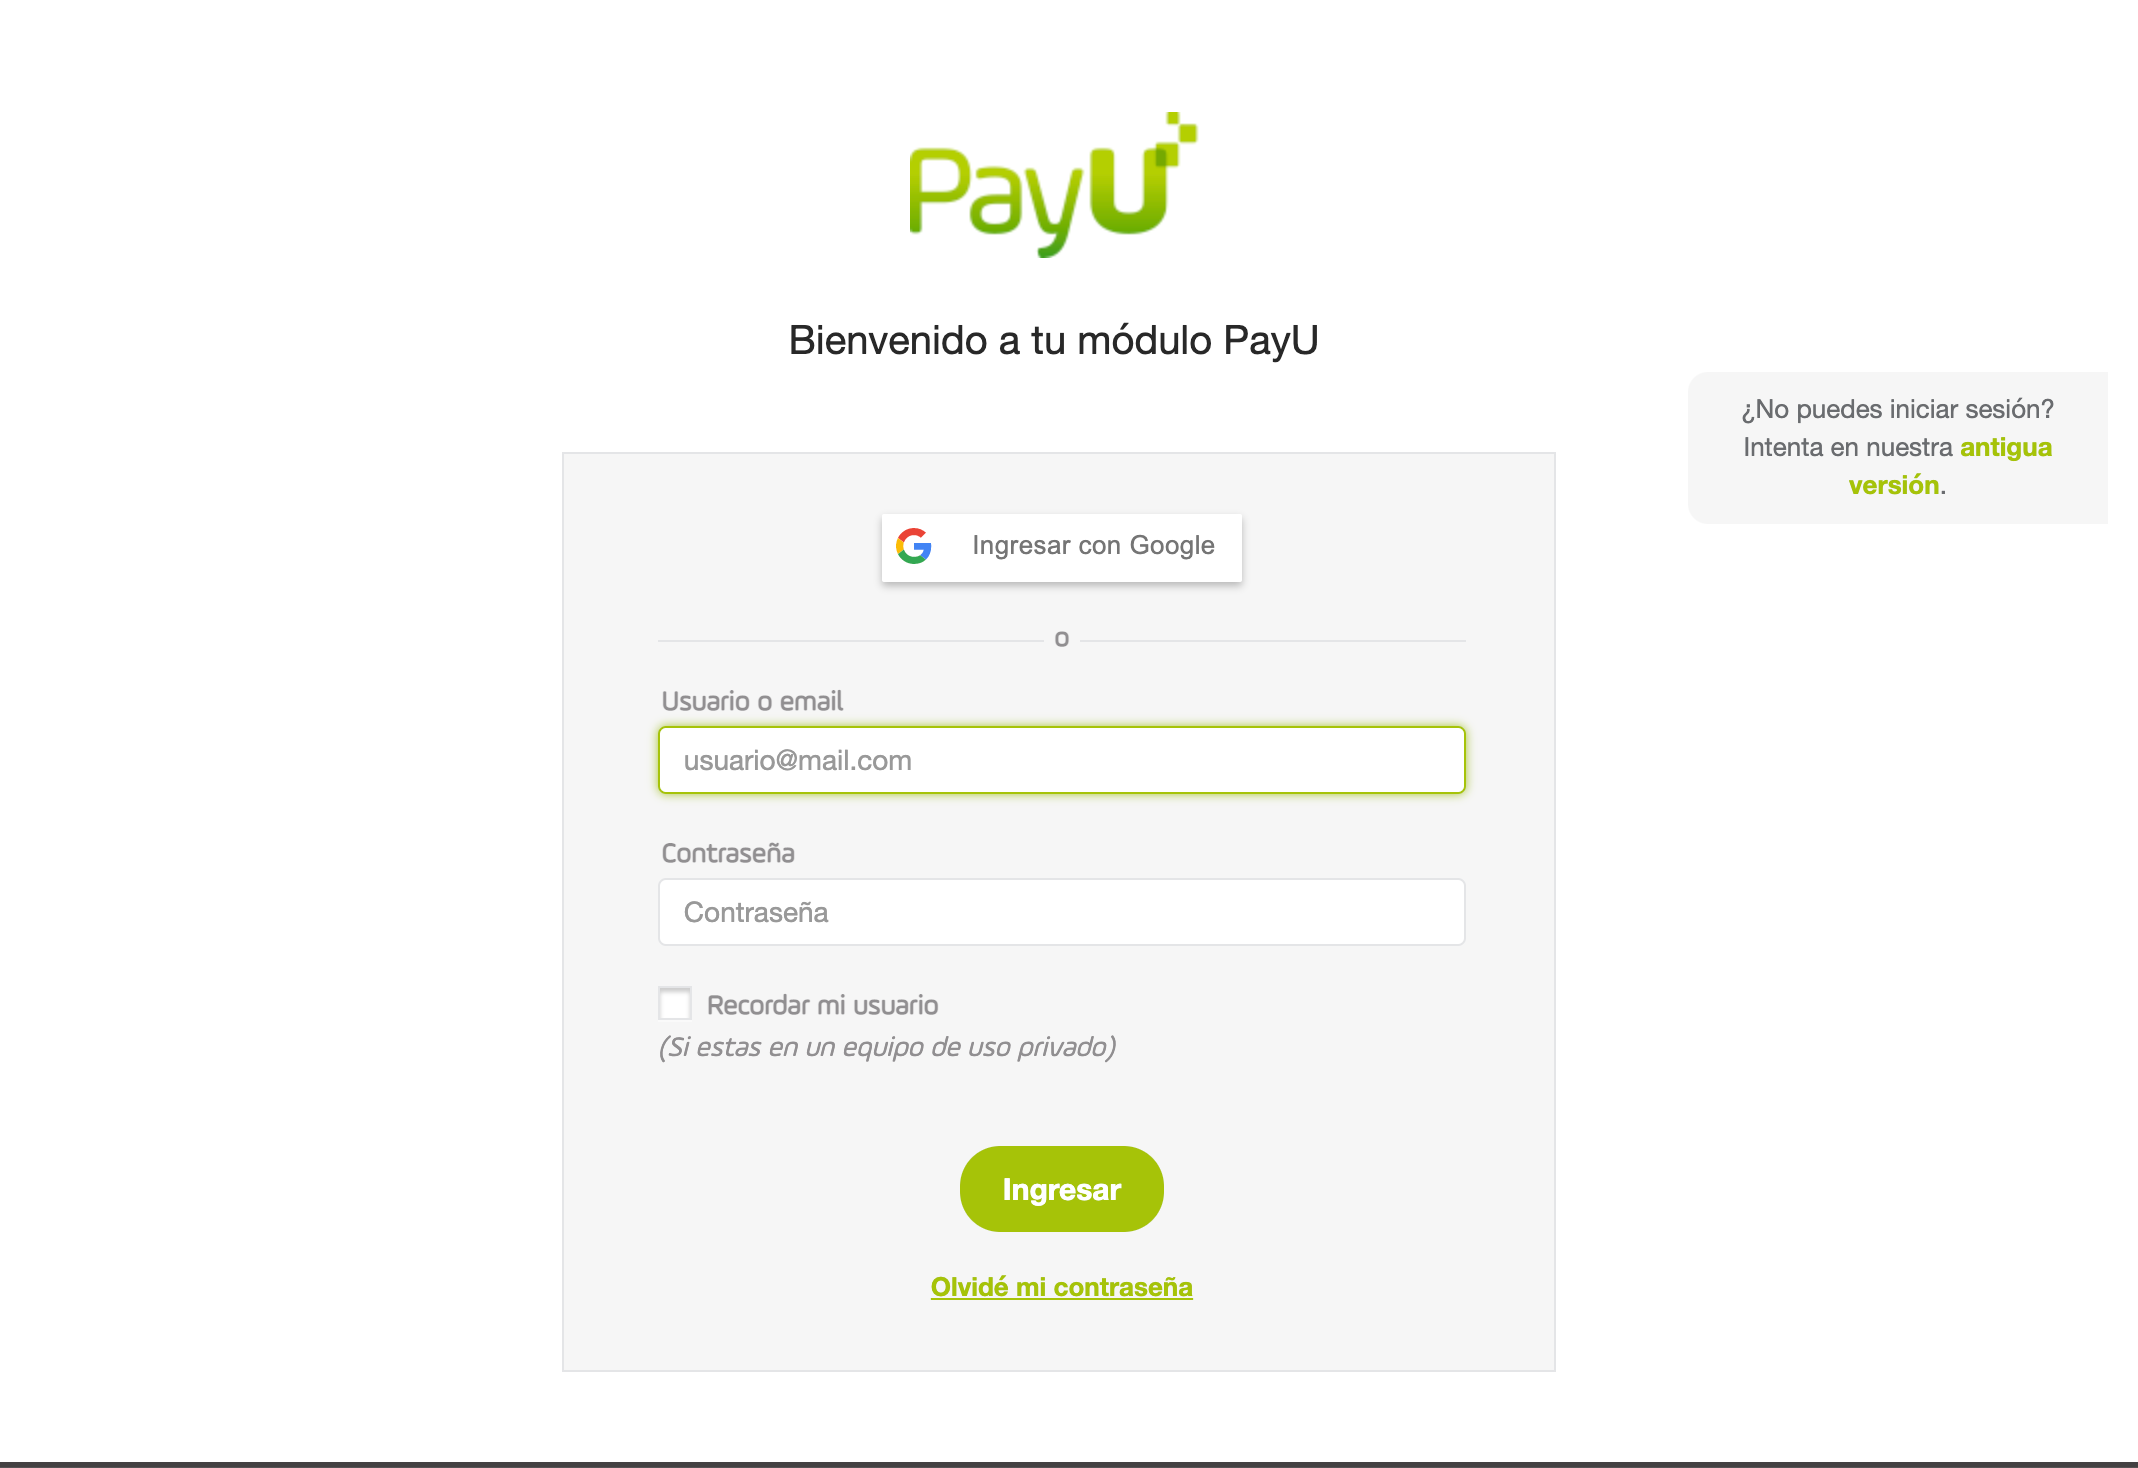 PayU
Bienvenido a tu módulo PayU
¿No puedes iniciar sesión?
Intenta en nuestra antigua
versión.
Ingresar con Google
o
Usuario o email
usuario@mail.com
Contraseña
Contraseña
Recordar mi usuario
(Si estas en un equipo de uso privado)
Ingresar
Olvidé mi contraseña